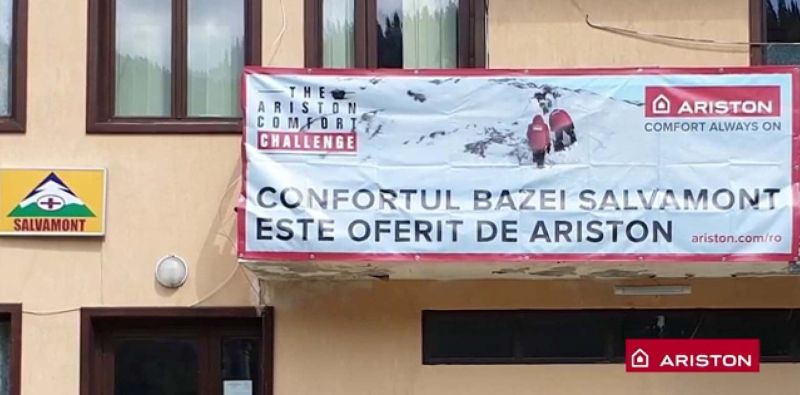 THE
ARISTON
COMFORT
CHALLENGE
ARISTON
COMFORT ALWAYS ON
CONFORTUL BAZEI SALVAMONT
ESTE OFERIT DE ARISTON
ariston.com/ro
SALVAMONT
ARISTON